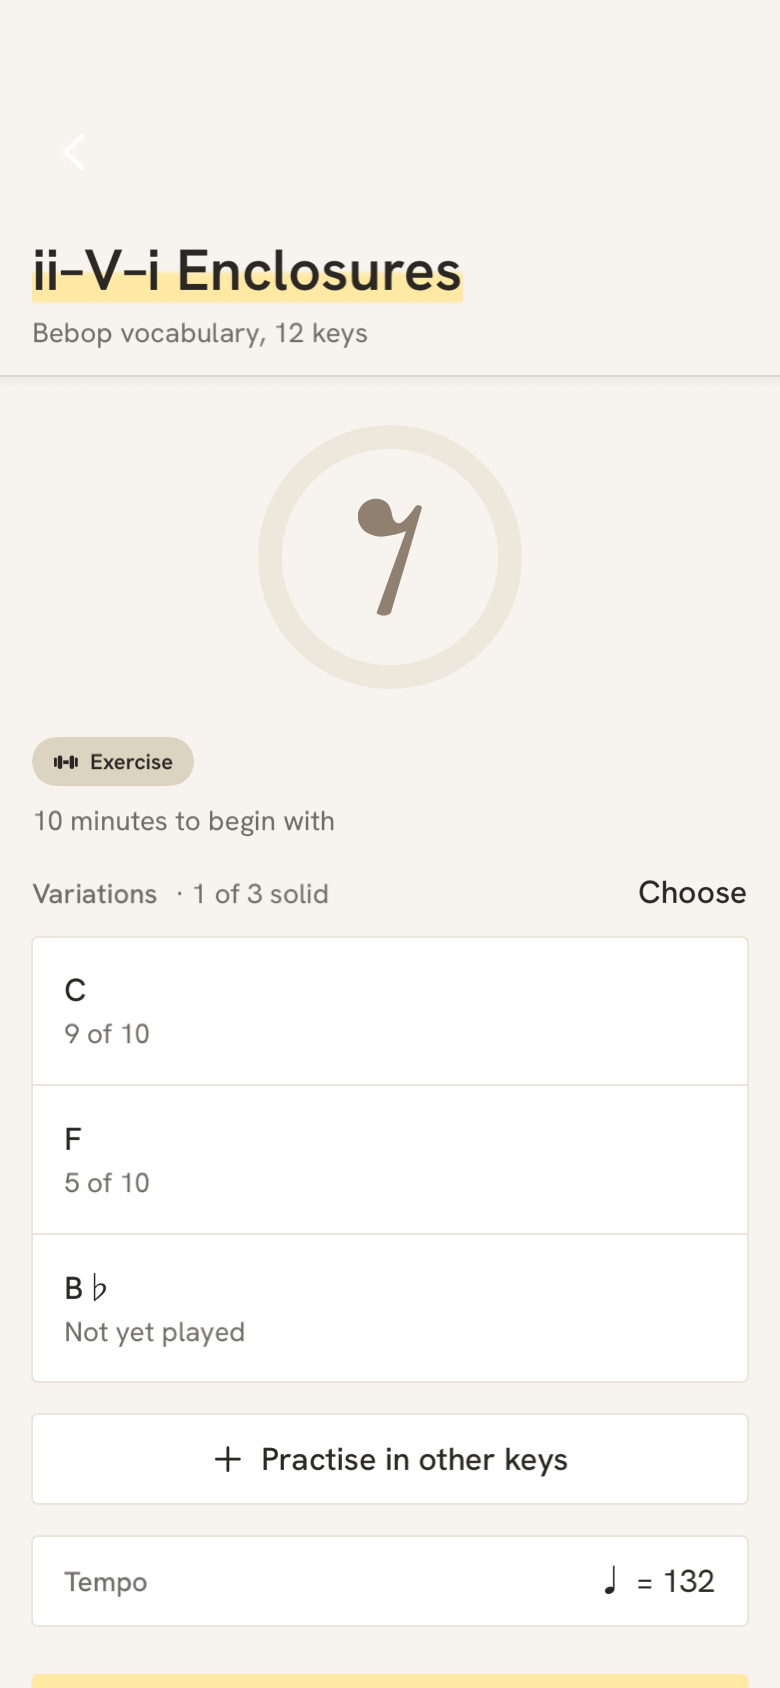 ii–V–i Enclosures
Bebop vocabulary, 12 keys
Exercise
10 minutes to begin with
Variations · 1 of 3 solid
Choose
C
9 of 10
F
5 of 10
B♭
Not yet played
+ Practise in other keys
Tempo
♩ = 132